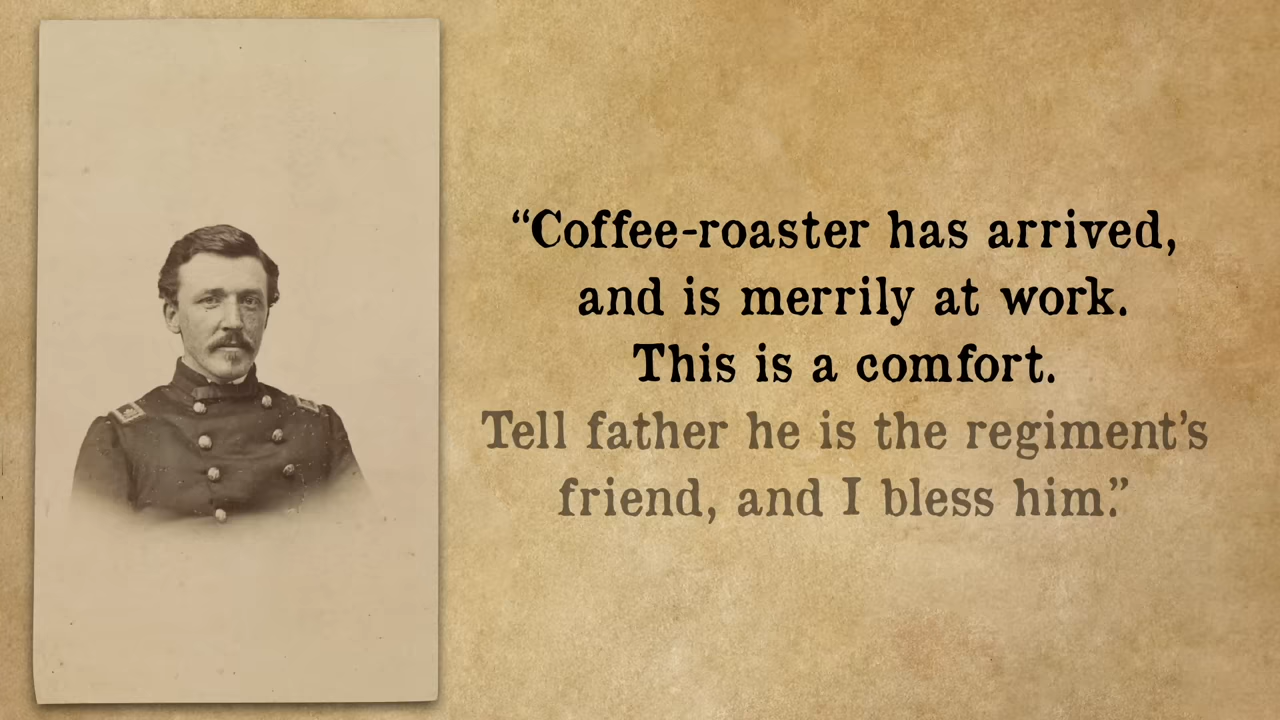 “Coffee-roaster has arrived,
and is merrily at work.
This is a comfort.
Tell father he is the regiment’s
friend, and I bless him.”